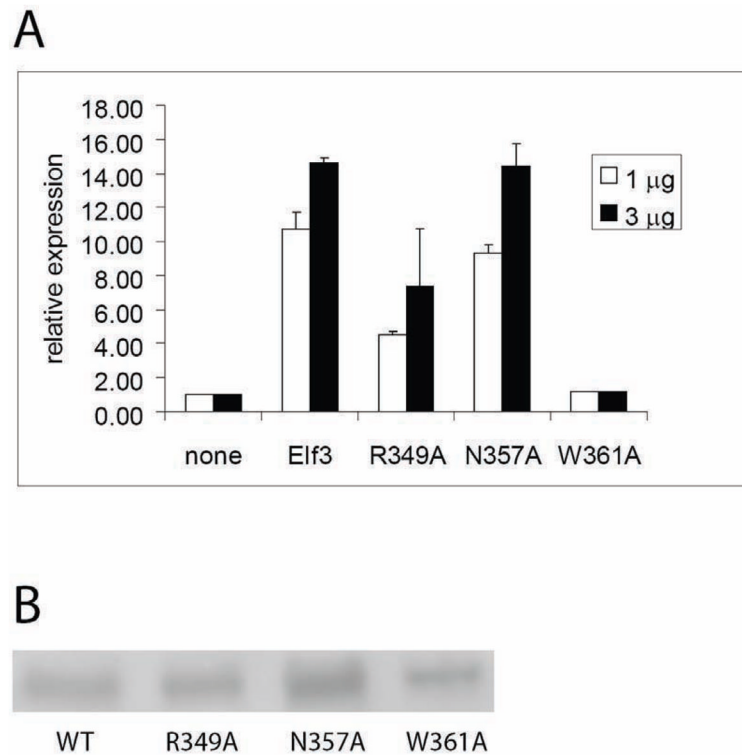 A
relative expression
18.00
16.00
14.00
12.00
10.00
8.00
6.00
4.00
2.00
0.00
1 µg
3 µg
none Elf3 R349A N357A W361A
B
WT R349A N357A W361A